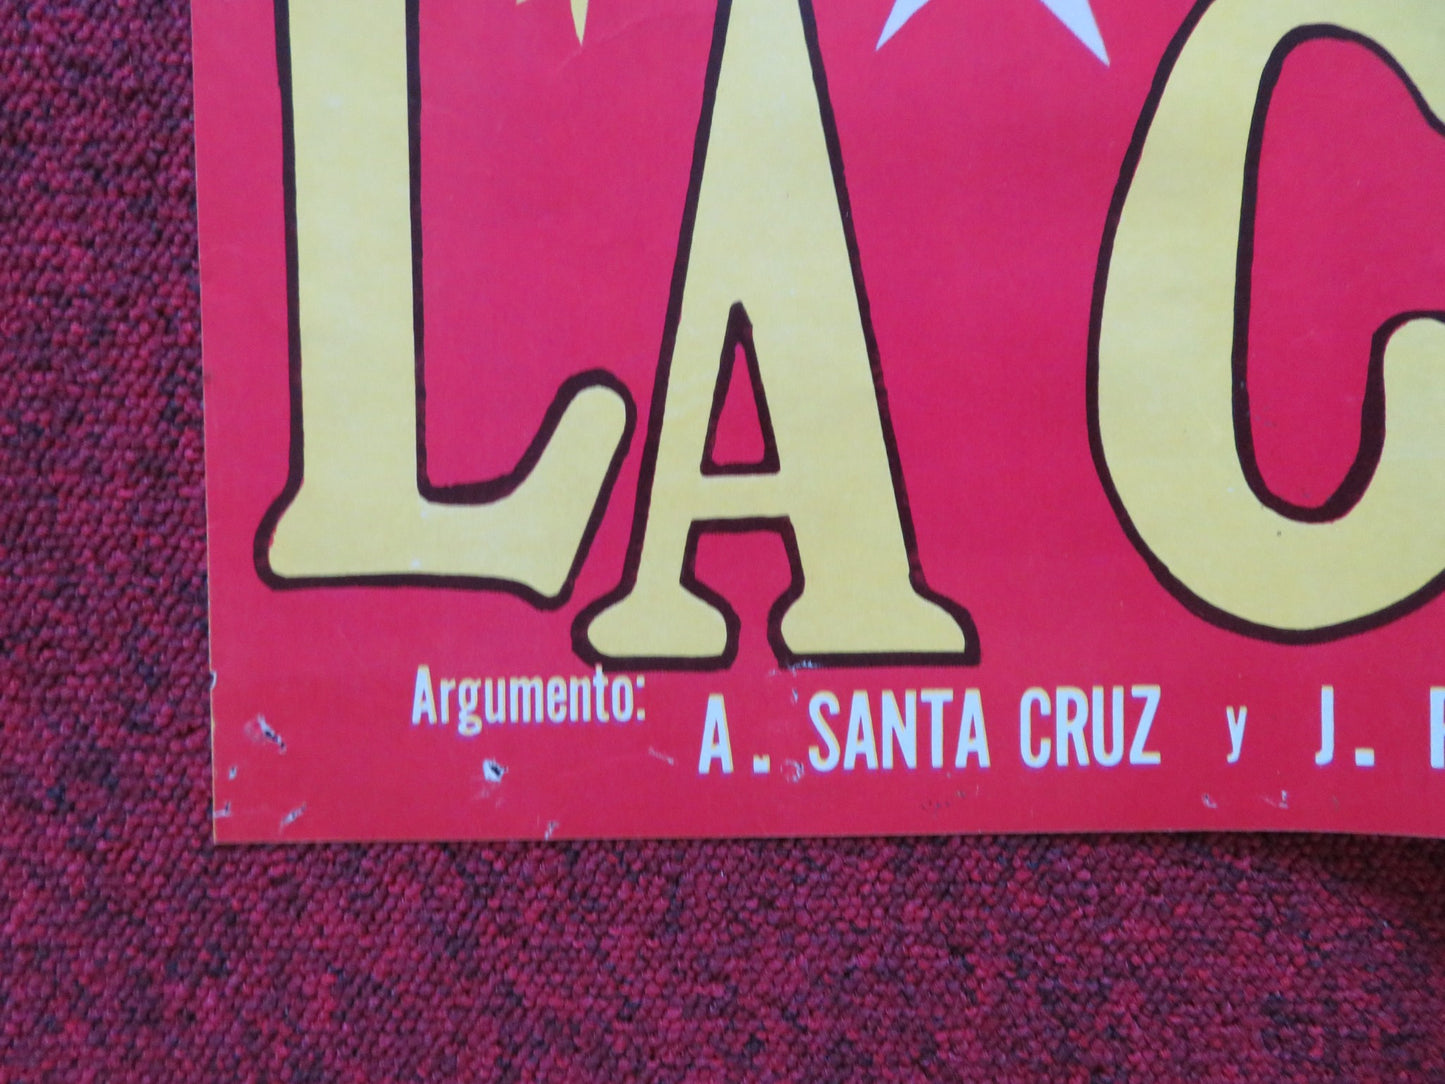 LA C
Argumento: A. SANTA CRUZ y J.